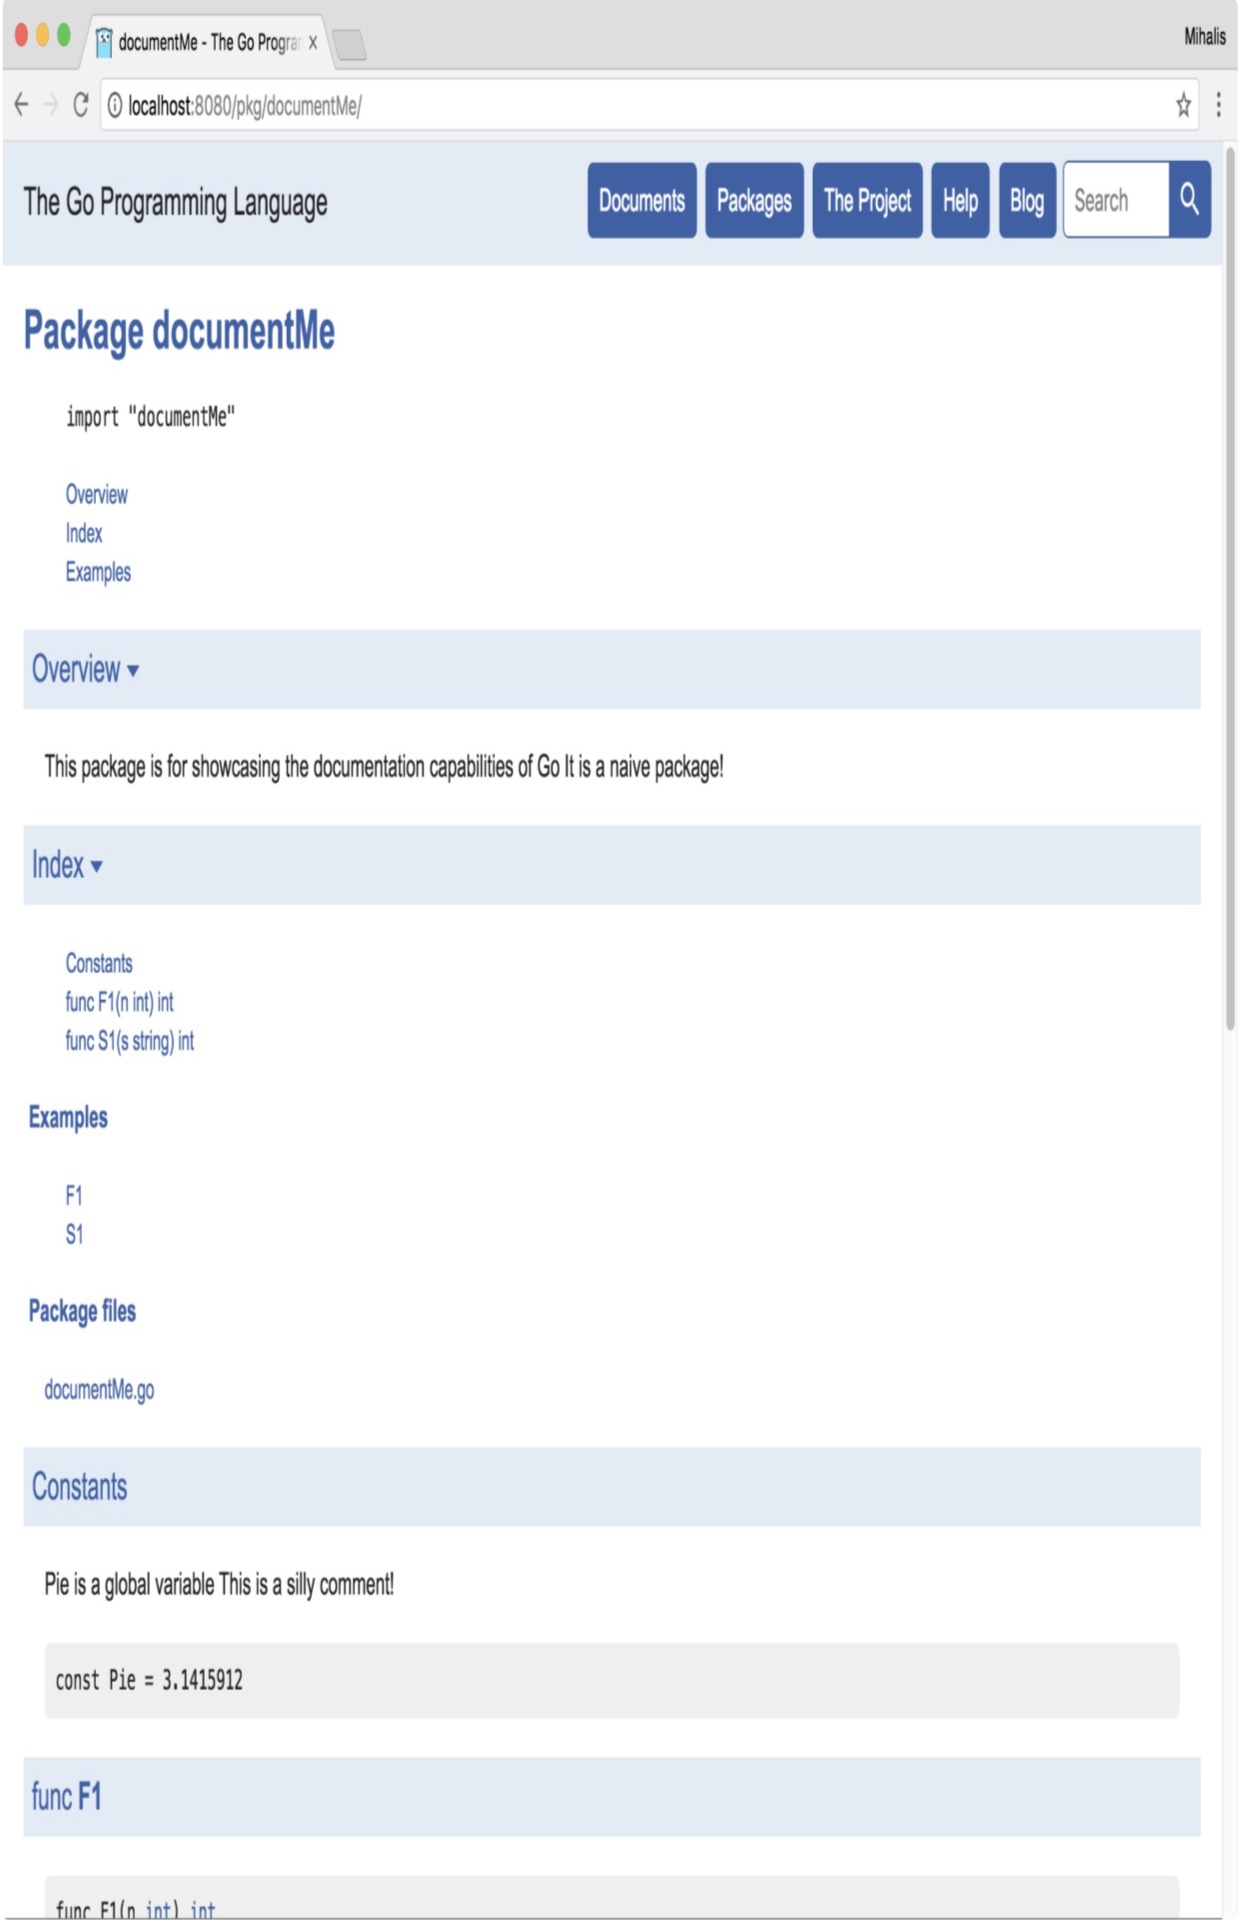 documentMe - The Go Progran
Mihalis
localhost:8080/pkg/documentMe/
The Go Programming Language
Documents
Packages
The Project
Help
Blog
Search
Package documentMe
import "documentMe"
Overview
Index
Examples
Overview ▾
This package is for showcasing the documentation capabilities of Go It is a naive package!
Index ▾
Constants
func F1(n int) int
func S1(s string) int
Examples
F1
S1
Package files
documentMe.go
Constants
Pie is a global variable This is a silly comment!
const Pie = 3.1415912
func F1
func F1(n int) int